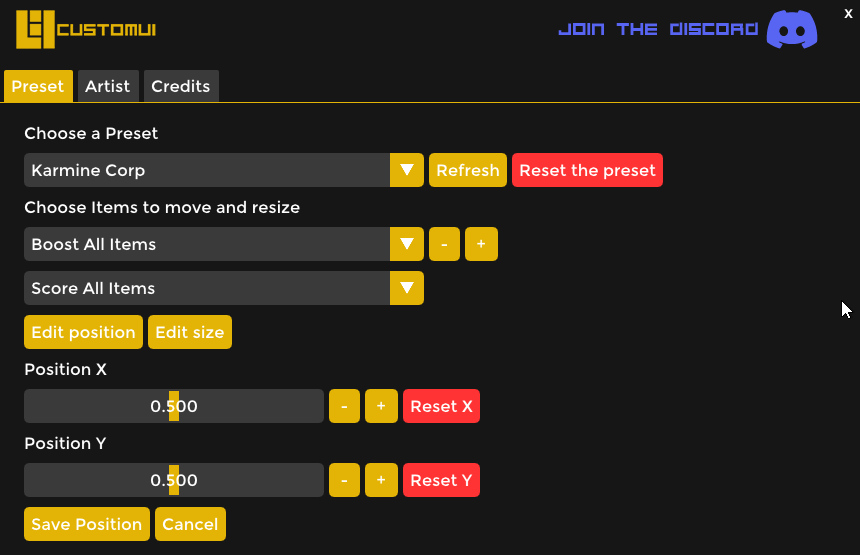 CUSTOMUI
JOIN THE DISCORD
X
Preset Artist Credits
Choose a Preset
Karmine Corp Refresh Reset the preset
Choose Items to move and resize
Boost All Items - +
Score All Items
Edit position Edit size
Position X
0.500 - + Reset X
Position Y
0.500 - + Reset Y
Save Position Cancel